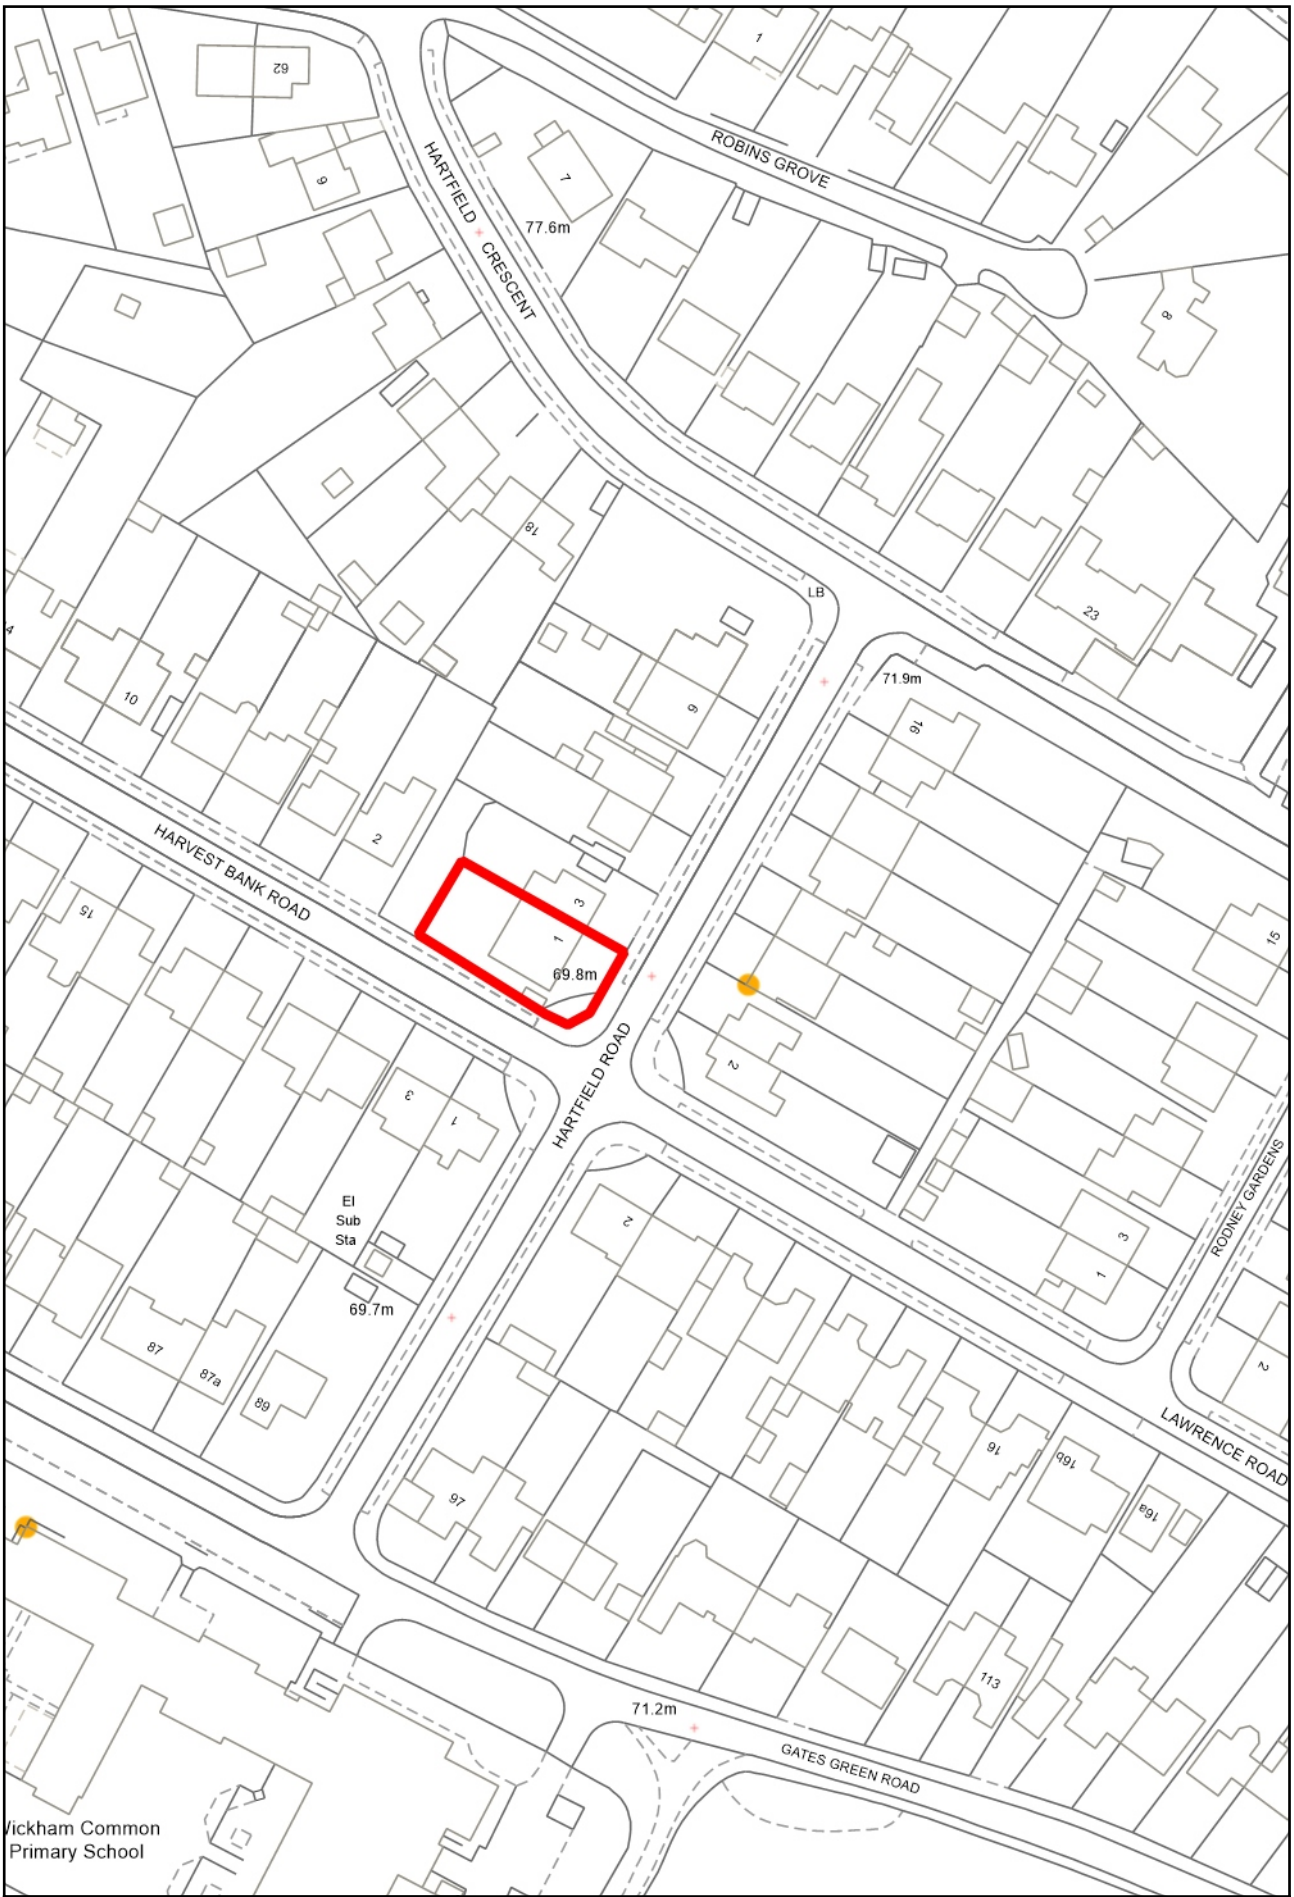 1
62
ROBINS GROVE
9
7
HARTFIELD CRESCENT
77.6m
8
18
LB
23
10
71.9m
9
16
2
HARVEST BANK ROAD
15
3
1
69.8m
15
2
HARTFIELD ROAD
3
1
RODNEY GARDENS
El
Sub
Sta
2
3
1
69.7m
87
87a
89
2
LAWRENCE ROAD
16
16b
97
16a
113
71.2m
GATES GREEN ROAD
Wickham Common
Primary School